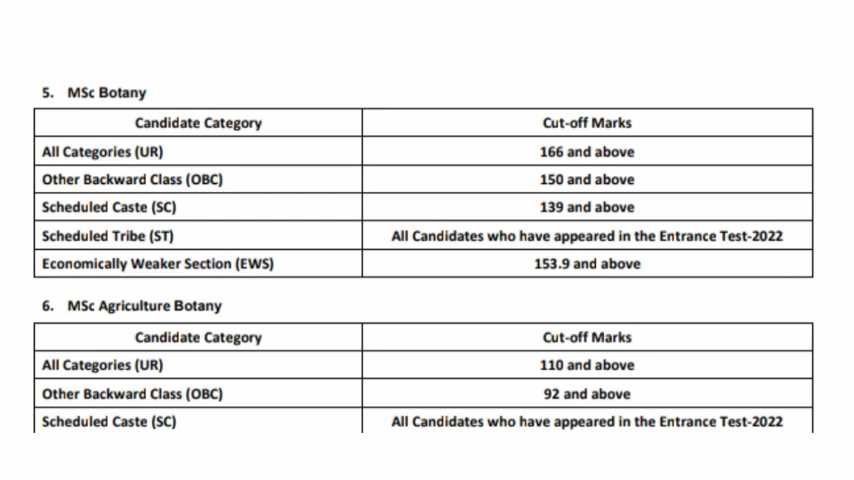 5. MSc Botany
Candidate Category Cut-off Marks
All Categories (UR) 166 and above
Other Backward Class (OBC) 150 and above
Scheduled Caste (SC) 139 and above
Scheduled Tribe (ST) All Candidates who have appeared in the Entrance Test-2022
Economically Weaker Section (EWS) 153.9 and above
6. MSc Agriculture Botany
Candidate Category Cut-off Marks
All Categories (UR) 110 and above
Other Backward Class (OBC) 92 and above
Scheduled Caste (SC) All Candidates who have appeared in the Entrance Test-2022